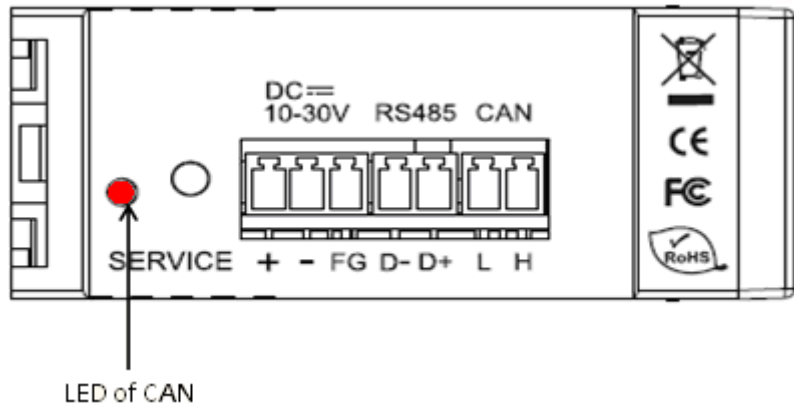 DC
10-30V RS485 CAN
CE
FC
RoHS
SERVICE + - FG D- D+ L H
LED of CAN